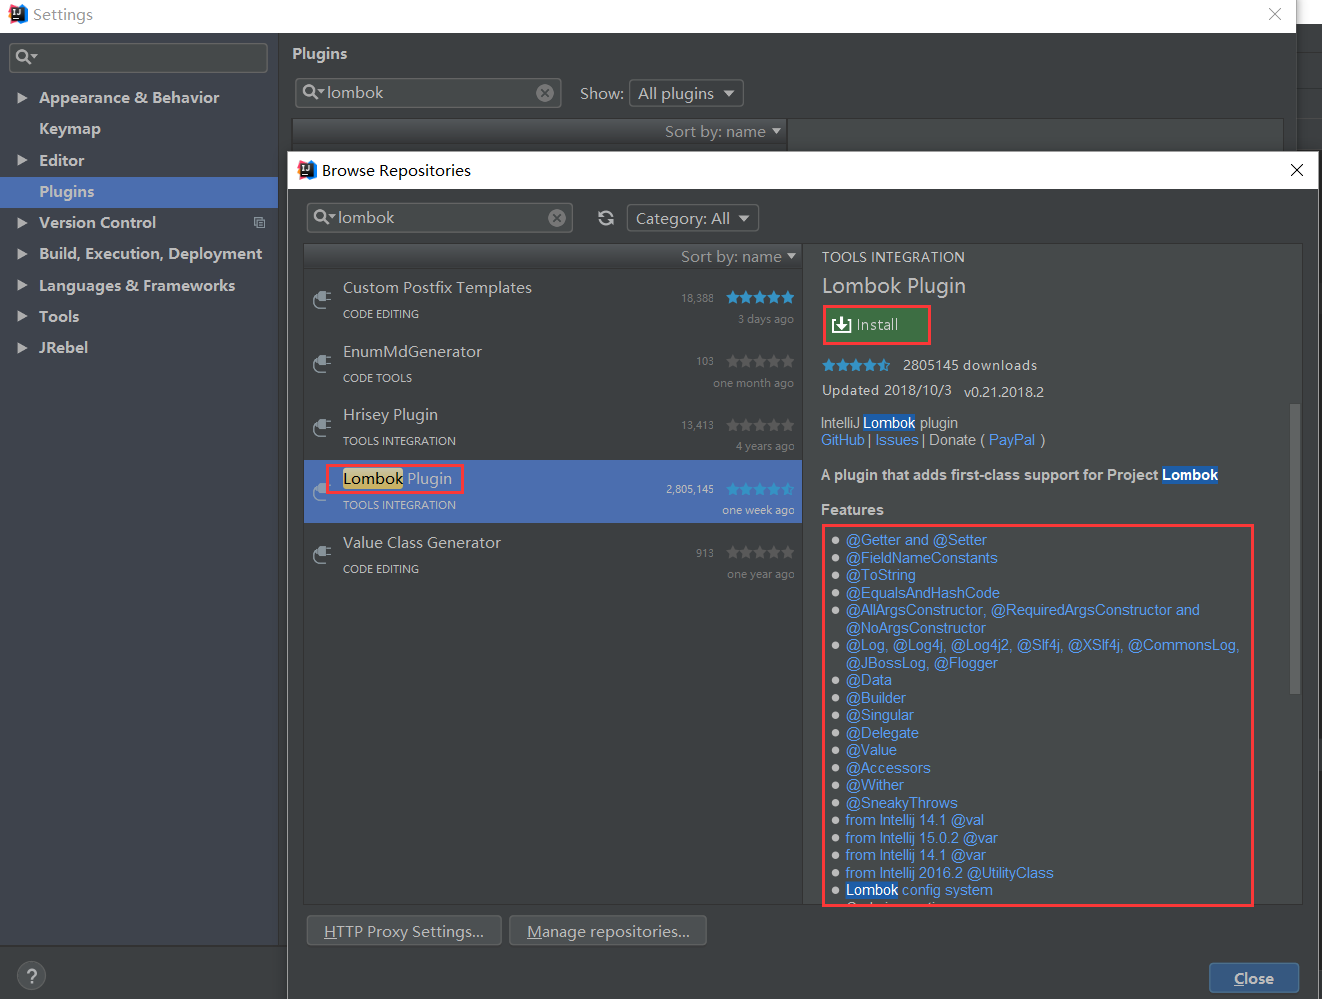 Settings
Plugins
lombok
Show: All plugins
Sort by: name
Appearance & Behavior
Keymap
Editor
Plugins
Version Control
Build, Execution, Deployment
Languages & Frameworks
Tools
JRebel
?
Browse Repositories
lombok
Category: All
Sort by: name
Custom Postfix Templates
18,388
CODE EDITING
3 days ago
EnumMdGenerator
103
CODE TOOLS
one month ago
Hrisey Plugin
13,413
TOOLS INTEGRATION
4 years ago
Lombok Plugin
2,805,145
TOOLS INTEGRATION
one week ago
Value Class Generator
913
CODE EDITING
one year ago
TOOLS INTEGRATION
Lombok Plugin
Install
2805145 downloads
Updated 2018/10/3 v0.21.2018.2
IntelliJ Lombok plugin
GitHub | Issues | Donate ( PayPal )
A plugin that adds first-class support for Project Lombok
Features
@Getter and @Setter
@FieldNameConstants
@ToString
@EqualsAndHashCode
@AllArgsConstructor, @RequiredArgsConstructor and
@NoArgsConstructor
@Log, @Log4j, @Log4j2, @Slf4j, @XSlf4j, @CommonsLog,
@JBossLog, @Flogger
@Data
@Builder
@Singular
@Delegate
@Value
@Accessors
@Wither
@SneakyThrows
from Intellij 14.1 @val
from Intellij 15.0.2 @var
from Intellij 14.1 @var
from Intellij 2016.2 @UtilityClass
Lombok config system
HTTP Proxy Settings...
Manage repositories...
Close